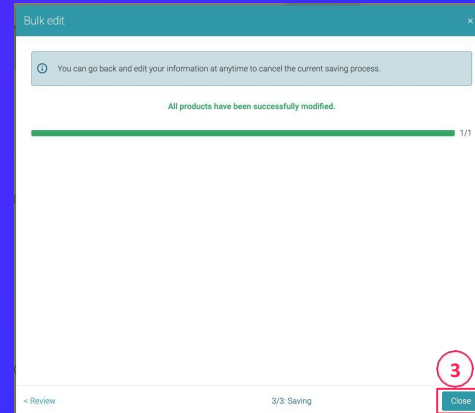 Bulk edit ×
You can go back and edit your information at anytime to cancel the current saving process.
All products have been successfully modified.
1/1
3
< Review 3/3: Saving Close